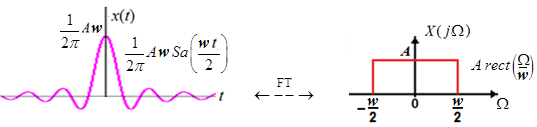 x(t)
1/2π Aw
1/2π Aw Sa(wt/2)
t
FT
X(jΩ)
A
A rect(Ω/w)
-w/2 0 w/2 Ω